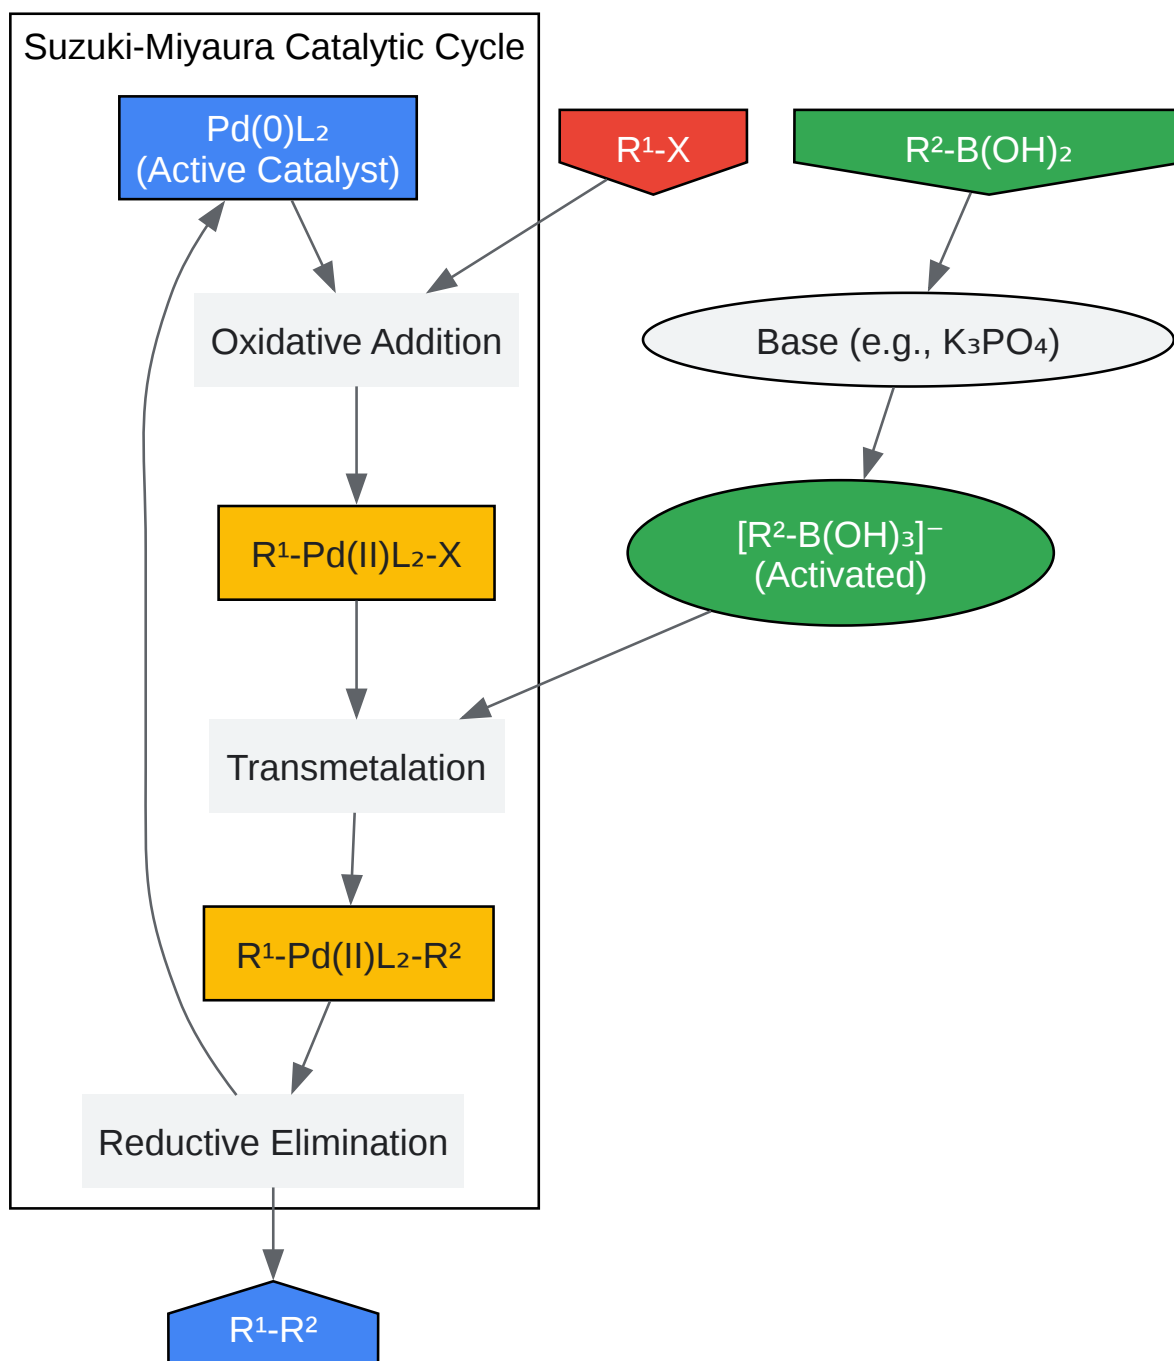 Suzuki-Miyaura Catalytic Cycle
Pd(0)L₂
(Active Catalyst)
R¹-X
R²-B(OH)₂
Oxidative Addition
Base (e.g., K₃PO₄)
R¹-Pd(II)L₂-X
[R²-B(OH)₃]⁻
(Activated)
Transmetalation
R¹-Pd(II)L₂-R²
Reductive Elimination
R¹-R²